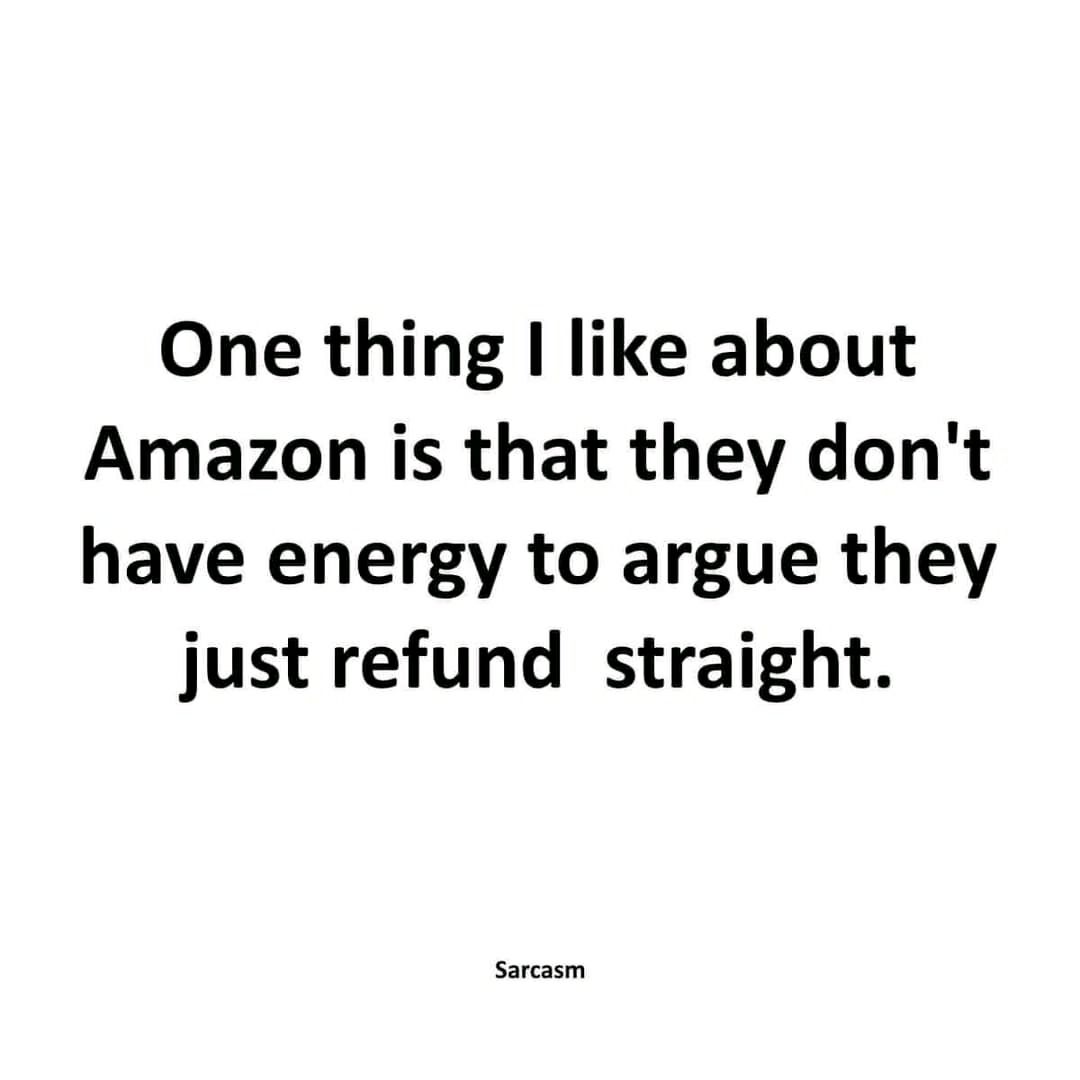 One thing I like about
Amazon is that they don't
have energy to argue they
just refund  straight.
Sarcasm